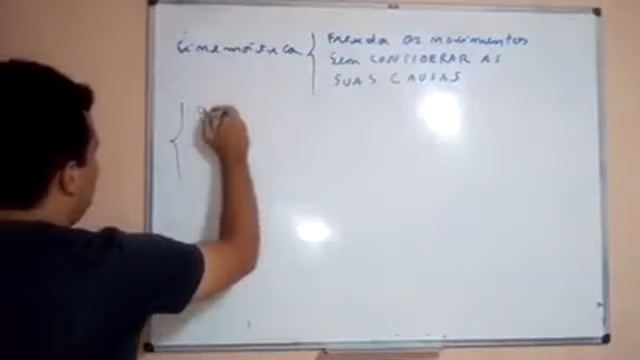 Cinemática { Estuda os movimentos
sem CONSIDERAR AS
SUAS CAUSAS
{